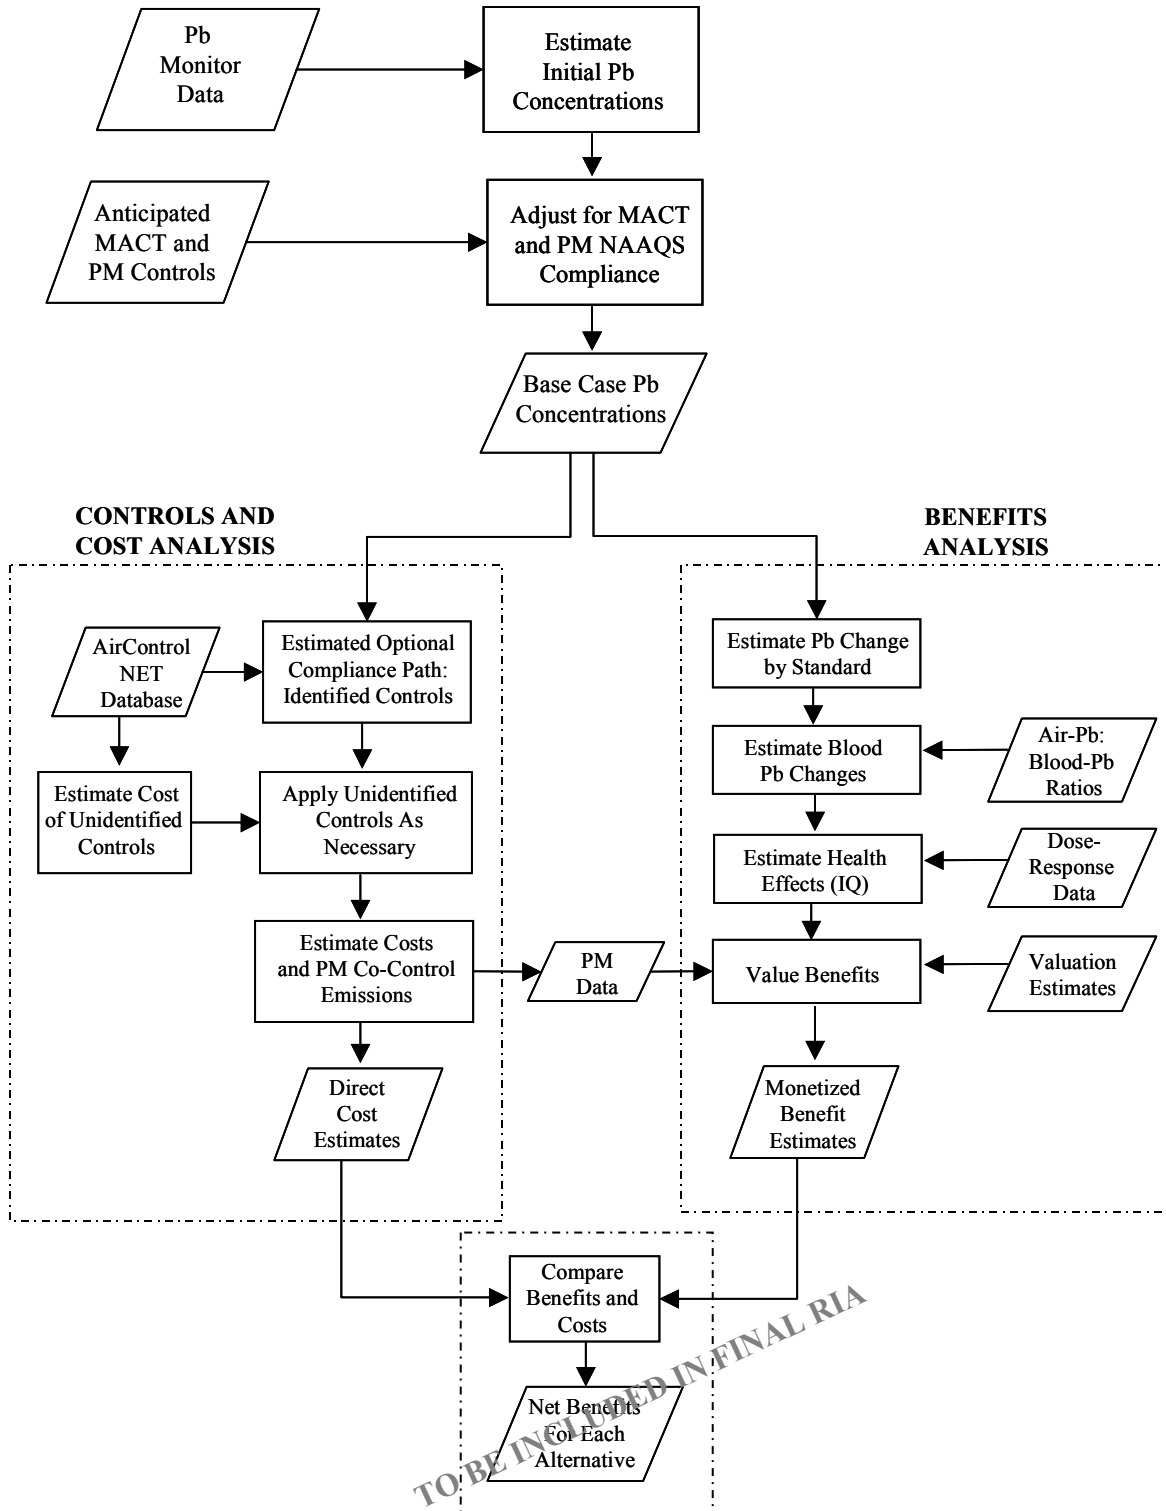 Pb
Monitor
Data
Estimate
Initial Pb
Concentrations
Anticipated
MACT and
PM Controls
Adjust for MACT
and PM NAAQS
Compliance
Base Case Pb
Concentrations
CONTROLS AND
COST ANALYSIS
BENEFITS
ANALYSIS
AirControl
NET
Database
Estimated Optional
Compliance Path:
Identified Controls
Estimate Cost
of Unidentified
Controls
Apply Unidentified
Controls As
Necessary
Estimate Costs
and PM Co-Control
Emissions
PM
Data
Direct
Cost
Estimates
Estimate Pb Change
by Standard
Estimate Blood
Pb Changes
Air-Pb:
Blood-Pb
Ratios
Estimate Health
Effects (IQ)
Dose-
Response
Data
Value Benefits
Valuation
Estimates
Monetized
Benefit
Estimates
Compare
Benefits and
Costs
Net Benefits
For Each
Alternative
TO BE INCLUDED IN FINAL RIA